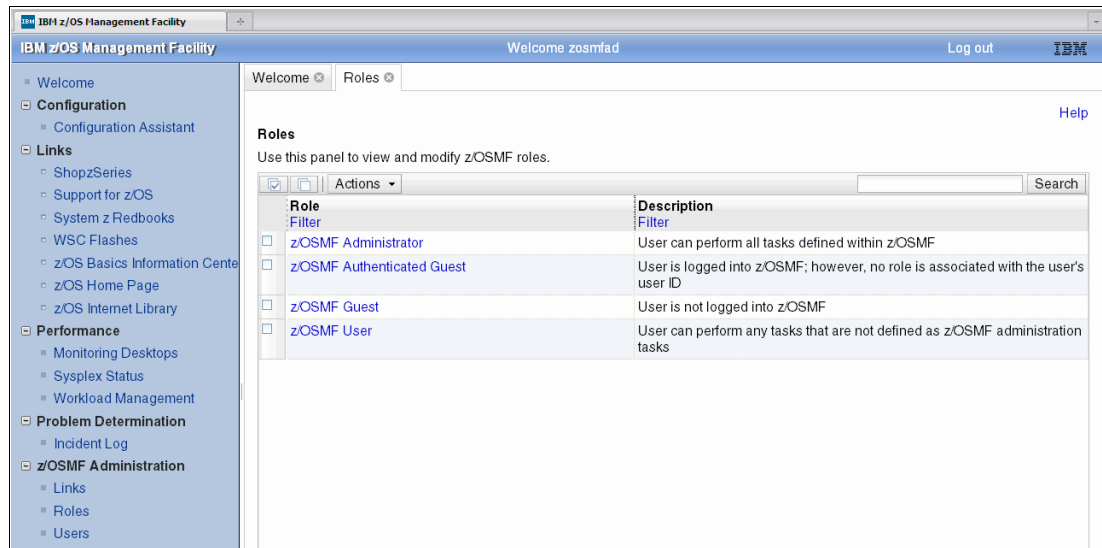 IBM IBM z/OS Management Facility
IBM z/OS Management Facility Welcome zosmfad Log out IBM
Welcome
Configuration
Configuration Assistant
Links
ShopzSeries
Support for z/OS
System z Redbooks
WSC Flashes
z/OS Basics Information Cente
z/OS Home Page
z/OS Internet Library
Performance
Monitoring Desktops
Sysplex Status
Workload Management
Problem Determination
Incident Log
z/OSMF Administration
Links
Roles
Users
Welcome Roles
Help
Roles
Use this panel to view and modify z/OSMF roles.
Actions Search
Role Description
Filter Filter
z/OSMF Administrator User can perform all tasks defined within z/OSMF
z/OSMF Authenticated Guest User is logged into z/OSMF; however, no role is associated with the user's
user ID
z/OSMF Guest User is not logged into z/OSMF
z/OSMF User User can perform any tasks that are not defined as z/OSMF administration
tasks